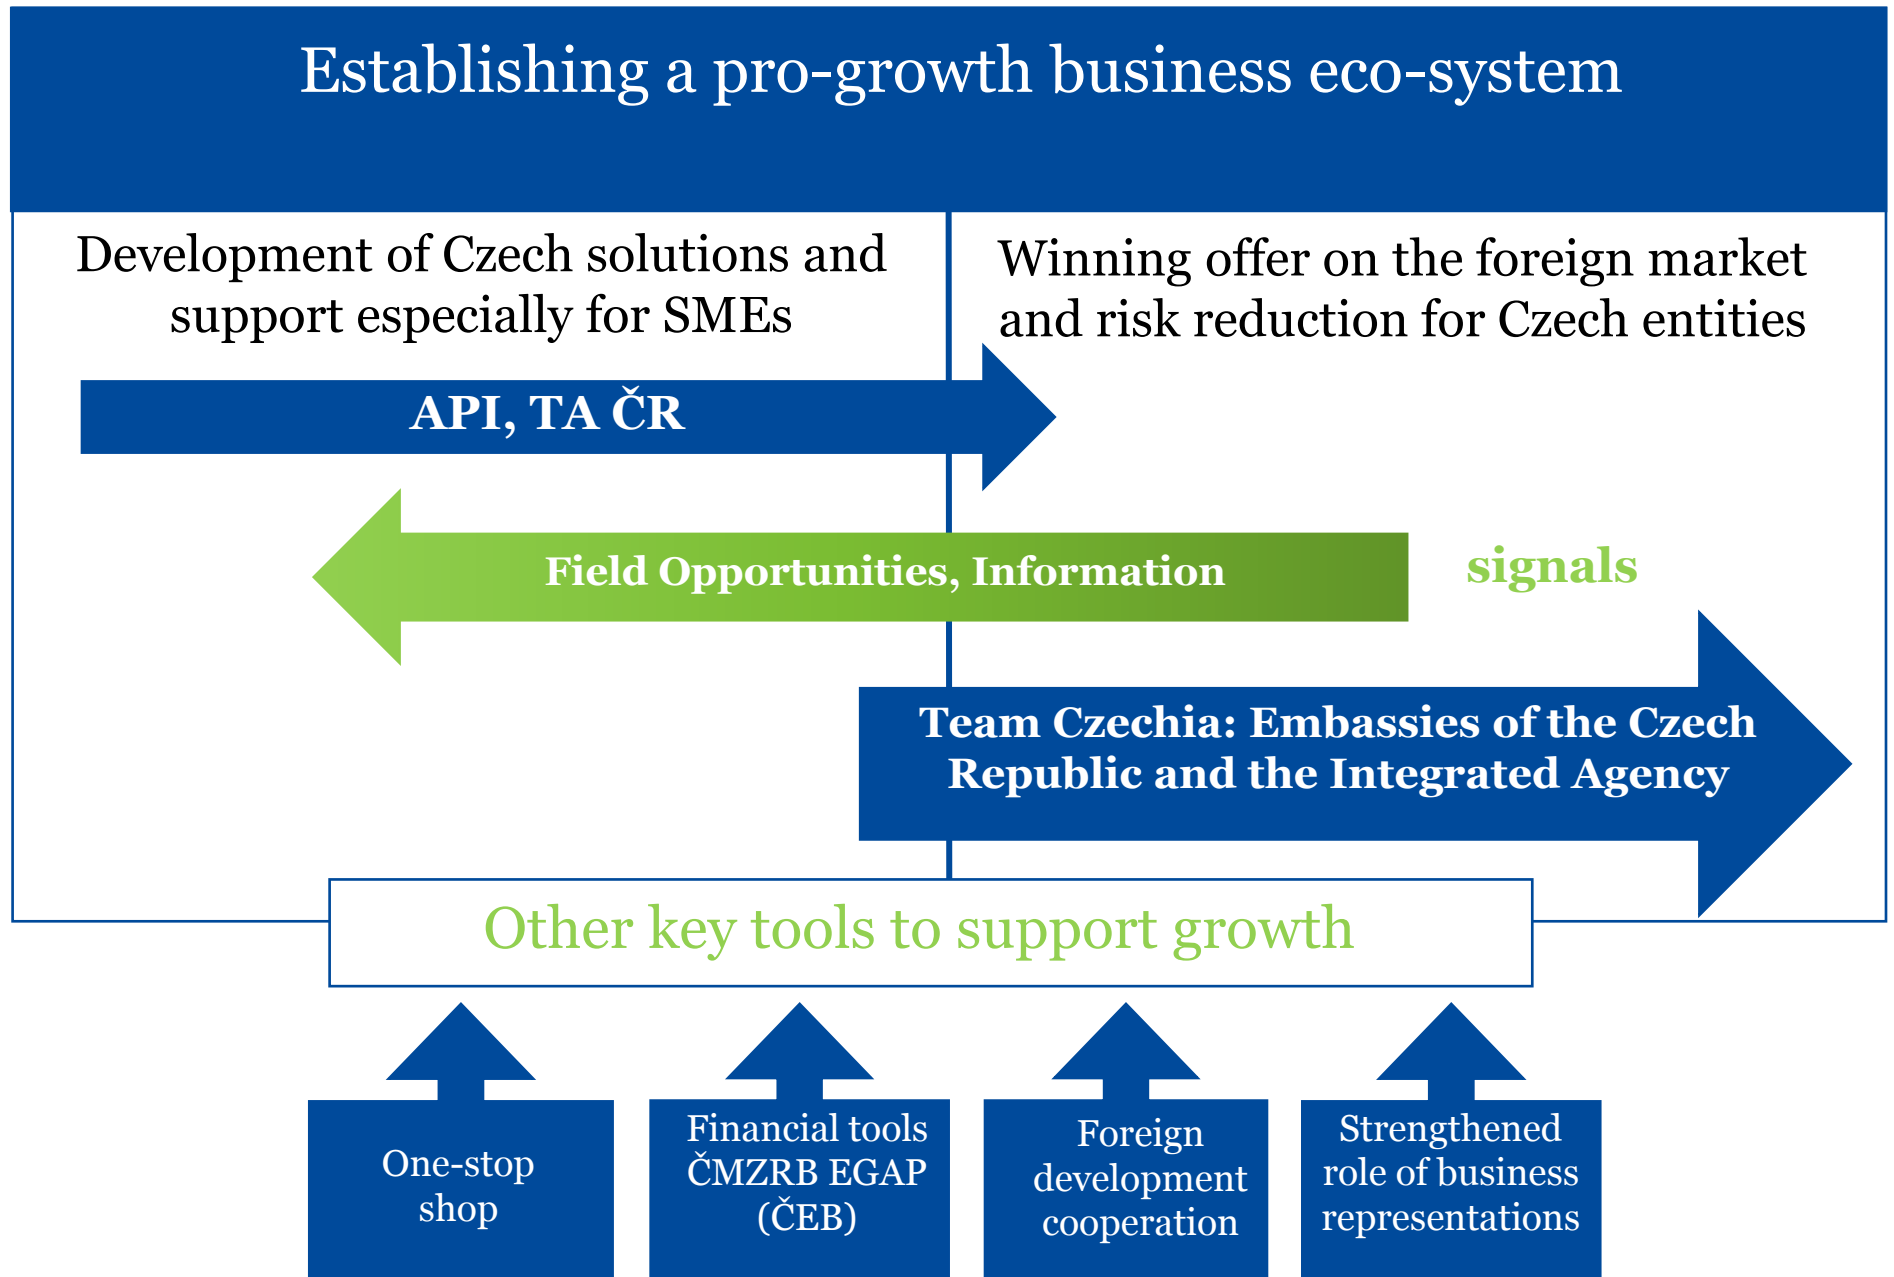 Establishing a pro-growth business eco-system
Development of Czech solutions and
support especially for SMEs
Winning offer on the foreign market
and risk reduction for Czech entities
API, TA ČR
Field Opportunities, Information
signals
Team Czechia: Embassies of the Czech
Republic and the Integrated Agency
Other key tools to support growth
One-stop
shop
Financial tools
ČMZRB EGAP
(ČEB)
Foreign
development
cooperation
Strengthened
role of business
representations